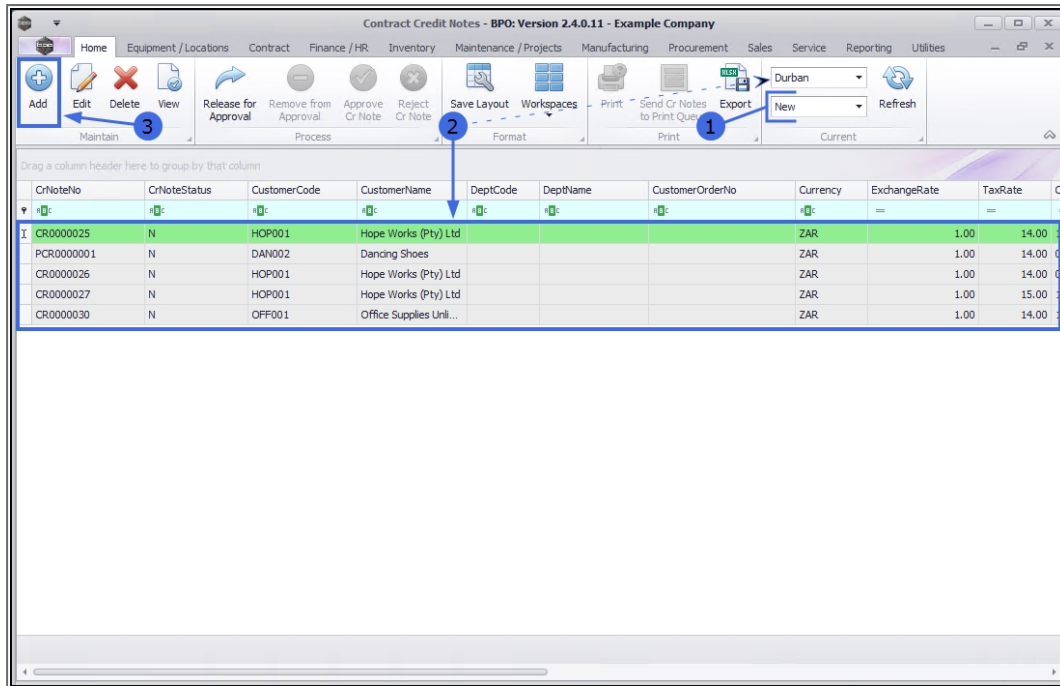 Contract Credit Notes - BPO: Version 2.4.0.11 - Example Company
Home Equipment / Locations Contract Finance / HR Inventory Maintenance / Projects Manufacturing Procurement Sales Service Reporting Utilities
Add Edit Delete View Release for Approval Remove from Approval Approve Cr Note Reject Cr Note Save Layout Workspaces Print Send Cr Notes to Print Queue Export Durban New Refresh
3 2 1
Maintain Process Format Print Current
Drag a column header here to group by that column
CrNoteNo CrNoteStatus CustomerCode CustomerName DeptCode DeptName CustomerOrderNo Currency ExchangeRate TaxRate
CR0000025 N HOP001 Hope Works (Pty) Ltd ZAR 1.00 14.00
PCR0000001 N DAN002 Dancing Shoes ZAR 1.00 14.00
CR0000026 N HOP001 Hope Works (Pty) Ltd ZAR 1.00 14.00
CR0000027 N HOP001 Hope Works (Pty) Ltd ZAR 1.00 15.00
CR0000030 N OFF001 Office Supplies Unli... ZAR 1.00 14.00